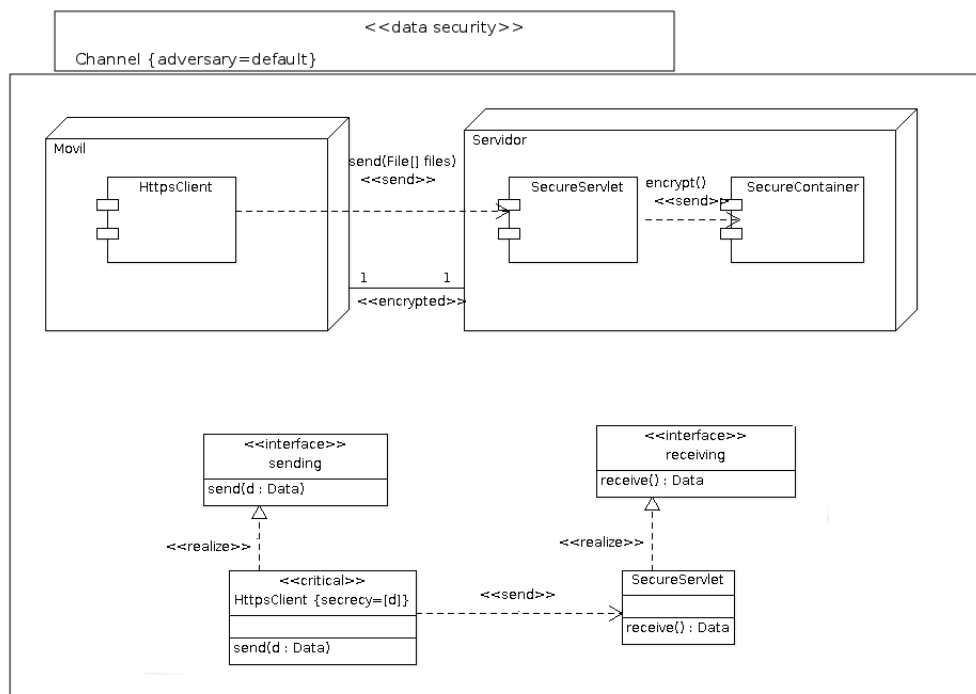 <<data security>>
Channel {adversary=default}
Movil
Servidor
send(File[] files)
<<send>>
HttpsClient
SecureServlet
encrypt()
<<send>>
SecureContainer
1
1
<<encrypted>>
<<interface>>
sending
send(d : Data)
<<interface>>
receiving
receive() : Data
<<realize>>
<<realize>>
<<critical>>
HttpsClient {secrecy=[d]}
send(d : Data)
<<send>>
SecureServlet
receive() : Data